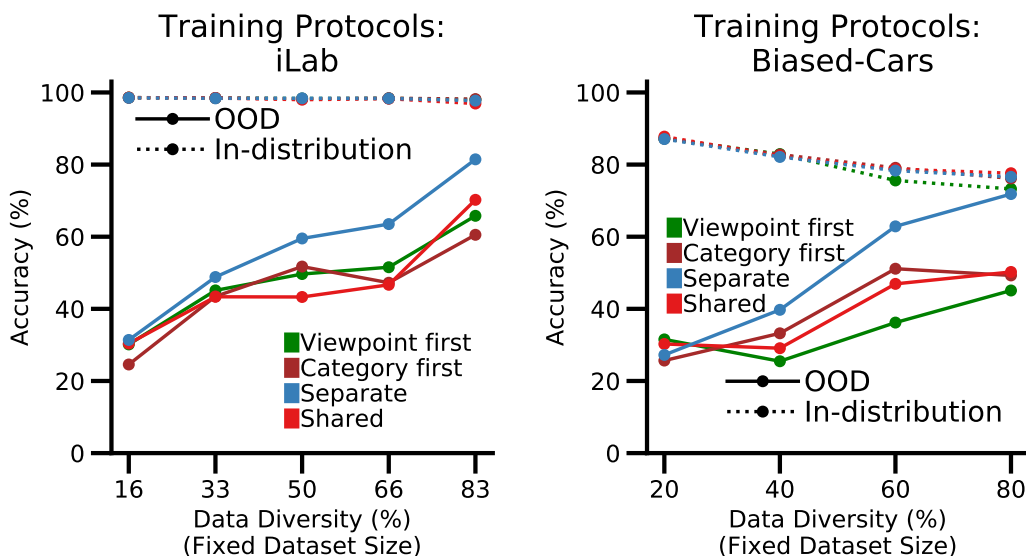 Training Protocols:
iLab
Accuracy (%)
100
80
60
40
20
0
OOD
In-distribution
Viewpoint first
Category first
Separate
Shared
16 33 50 66 83
Data Diversity (%)
(Fixed Dataset Size)
Training Protocols:
Biased-Cars
Accuracy (%)
100
80
60
40
20
0
Viewpoint first
Category first
Separate
Shared
OOD
In-distribution
20 40 60 80
Data Diversity (%)
(Fixed Dataset Size)